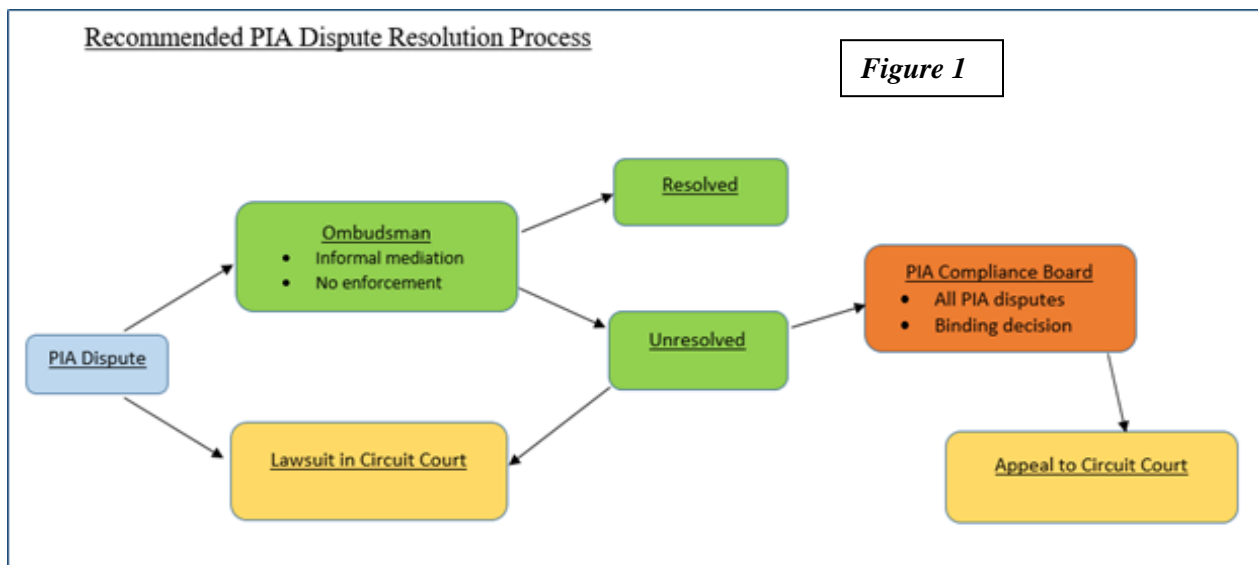 Recommended PIA Dispute Resolution Process
Figure 1
Resolved
Ombudsman
• Informal mediation
• No enforcement
PIA Compliance Board
• All PIA disputes
• Binding decision
Unresolved
PIA Dispute
Lawsuit in Circuit Court
Appeal to Circuit Court